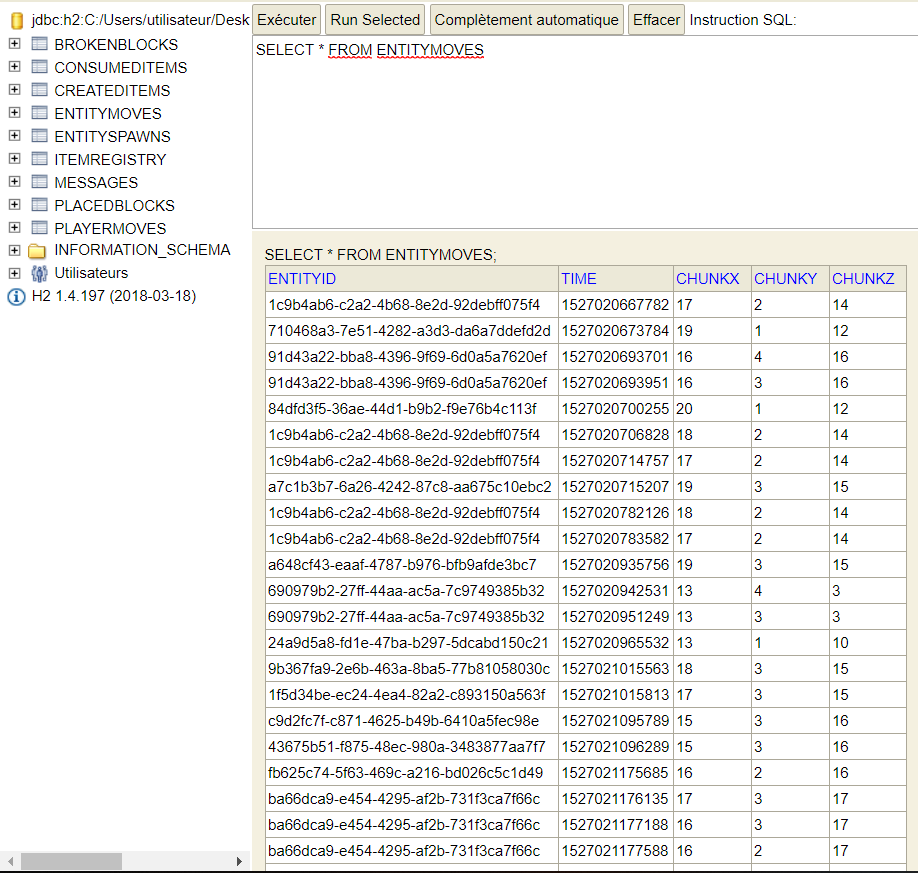 jdbc:h2:C:/Users/utilisateur/Desk
BROKENBLOCKS
CONSUMEDITEMS
CREATEDITEMS
ENTITYMOVES
ENTITYSPAWNS
ITEMREGISTRY
MESSAGES
PLACEDBLOCKS
PLAYERMOVES
INFORMATION_SCHEMA
Utilisateurs
H2 1.4.197 (2018-03-18)
Exécuter Run Selected Complètement automatique Effacer Instruction SQL:
SELECT * FROM ENTITYMOVES
SELECT * FROM ENTITYMOVES;
ENTITYID TIME CHUNKX CHUNKY CHUNKZ
1c9b4ab6-c2a2-4b68-8e2d-92debff075f4 1527020667782 17 2 14
710468a3-7e51-4282-a3d3-da6a7ddefd2d 1527020673784 19 1 12
91d43a22-bba8-4396-9f69-6d0a5a7620ef 1527020693701 16 4 16
91d43a22-bba8-4396-9f69-6d0a5a7620ef 1527020693951 16 3 16
84dfd3f5-36ae-44d1-b9b2-f9e76b4c113f 1527020700255 20 1 12
1c9b4ab6-c2a2-4b68-8e2d-92debff075f4 1527020706828 18 2 14
1c9b4ab6-c2a2-4b68-8e2d-92debff075f4 1527020714757 17 2 14
a7c1b3b7-6a26-4242-87c8-aa675c10ebc2 1527020715207 19 3 15
1c9b4ab6-c2a2-4b68-8e2d-92debff075f4 1527020782126 18 2 14
1c9b4ab6-c2a2-4b68-8e2d-92debff075f4 1527020783582 17 2 14
a648cf43-eaaf-4787-b976-bfb9afde3bc7 1527020935756 19 3 15
690979b2-27ff-44aa-ac5a-7c9749385b32 1527020942531 13 4 3
690979b2-27ff-44aa-ac5a-7c9749385b32 1527020951249 13 3 3
24a9d5a8-fd1e-47ba-b297-5dcabd150c21 1527020965532 13 1 10
9b367fa9-2e6b-463a-8ba5-77b81058030c 1527021015563 18 3 15
1f5d34be-ec24-4ea4-82a2-c893150a563f 1527021015813 17 3 15
c9d2fc7f-c871-4625-b49b-6410a5fec98e 1527021095789 15 3 16
43675b51-f875-48ec-980a-3483877aa7f7 1527021096289 15 3 16
fb625c74-5f63-469c-a216-bd026c5c1d49 1527021175685 16 2 16
ba66dca9-e454-4295-af2b-731f3ca7f66c 1527021176135 17 3 17
ba66dca9-e454-4295-af2b-731f3ca7f66c 1527021177188 16 3 17
ba66dca9-e454-4295-af2b-731f3ca7f66c 1527021177588 16 2 17